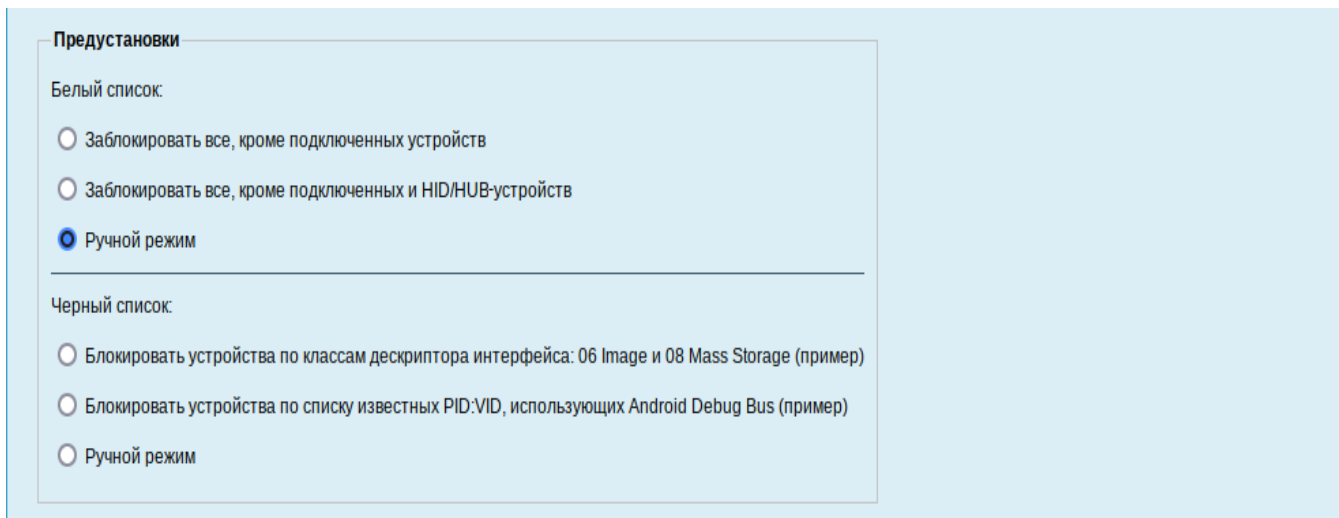 Предустановки
Белый список:
Заблокировать все, кроме подключенных устройств
Заблокировать все, кроме подключенных и HID/HUB-устройств
Ручной режим
Черный список:
Блокировать устройства по классам дескриптора интерфейса: 06 Image и 08 Mass Storage (пример)
Блокировать устройства по списку известных PID:VID, использующих Android Debug Bus (пример)
Ручной режим